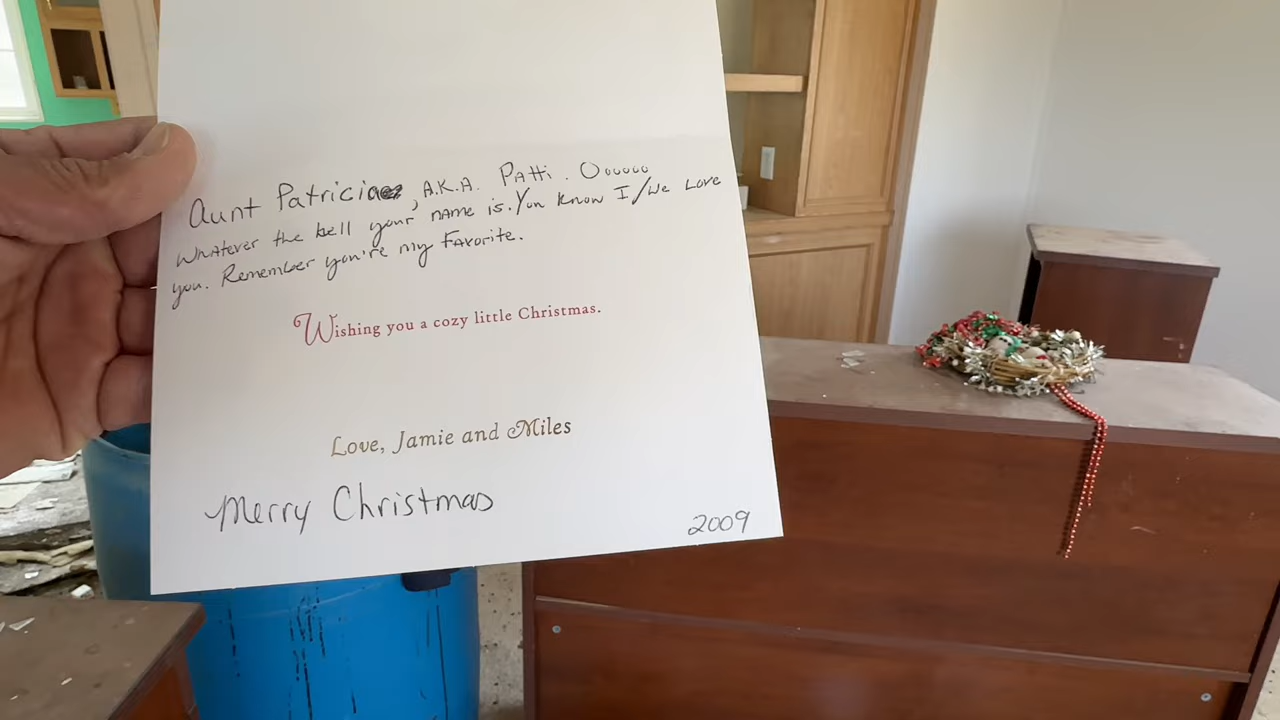 Aunt Patricia, A.K.A. Patti. Oooooo
whatever the hell your name is. You know I/We Love
you. Remember you're my Favorite.
Wishing you a cozy little Christmas.
Love, Jamie and Miles
Merry Christmas
2009